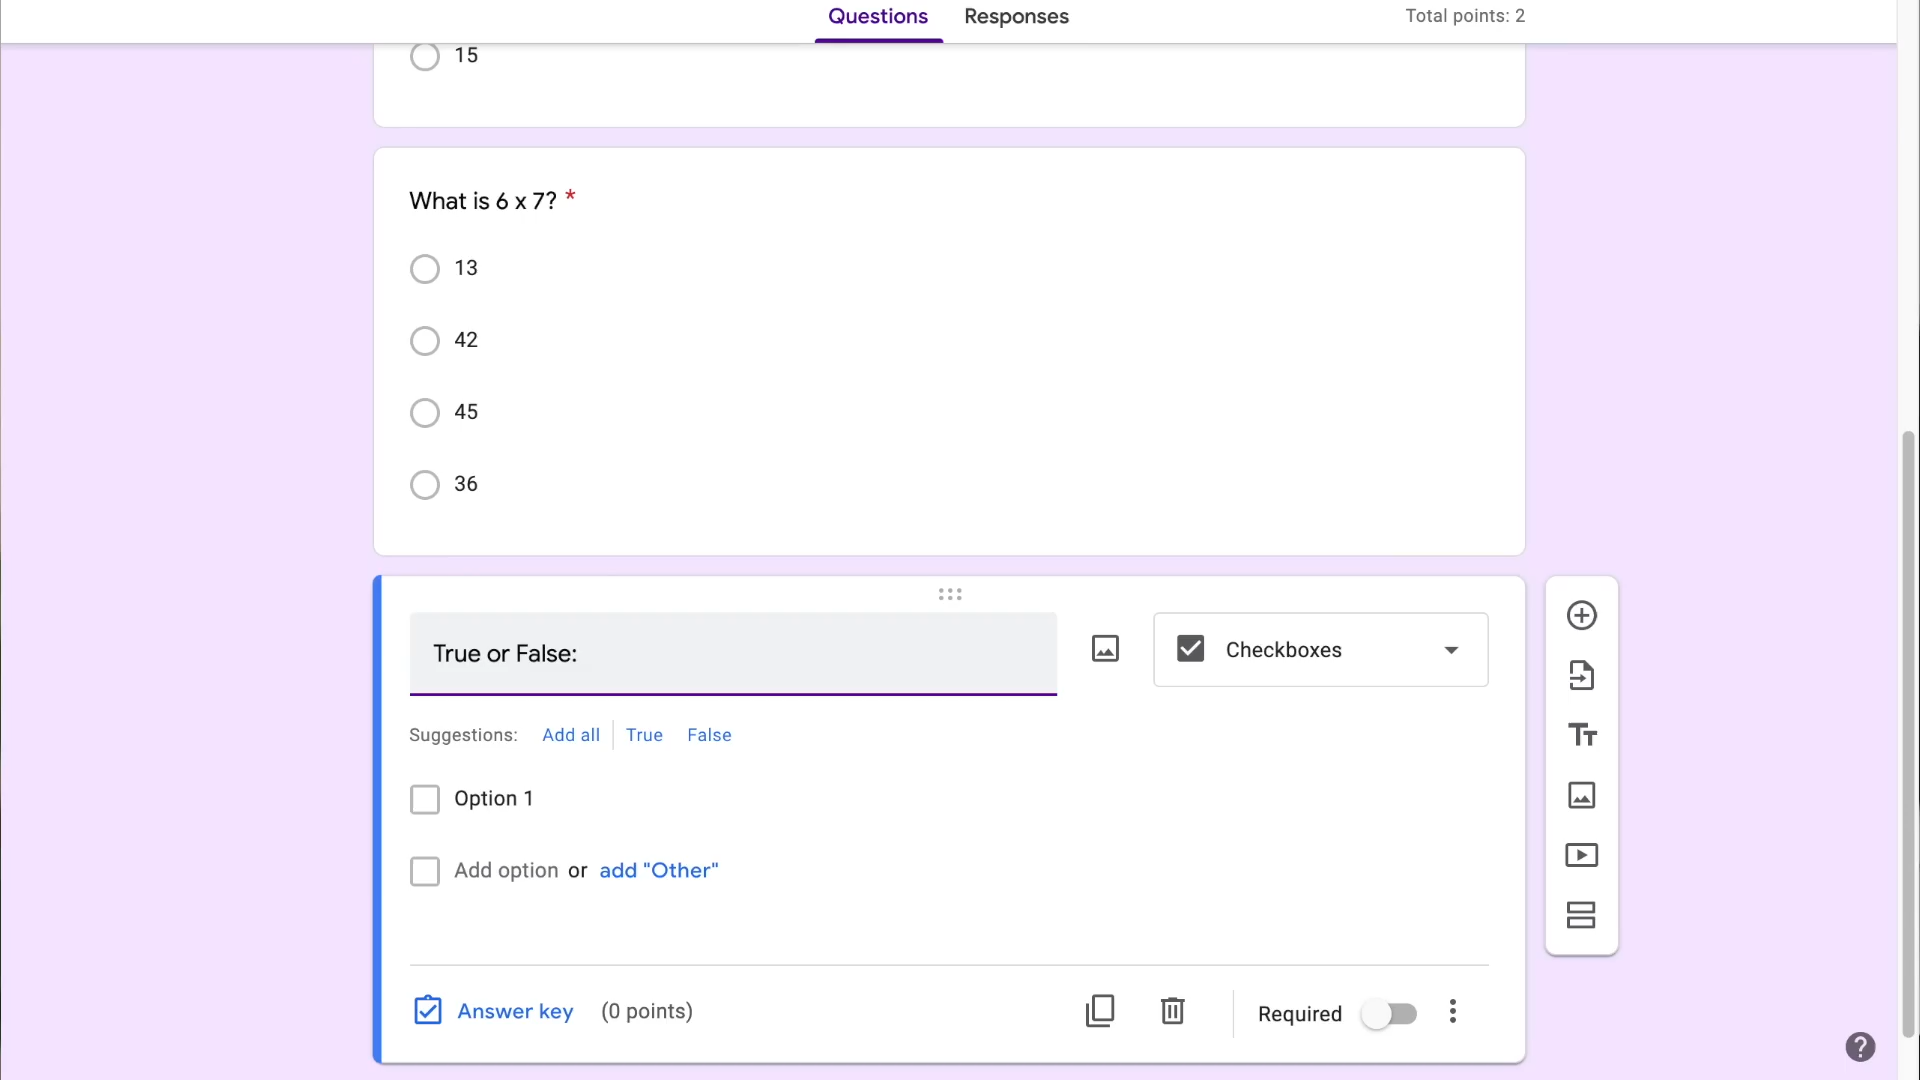 Questions Responses Total points: 2
15
What is 6 x 7? *
13
42
45
36
True or False:
Checkboxes
Suggestions: Add all True False
Option 1
Add option or add "Other"
Answer key (0 points) Required